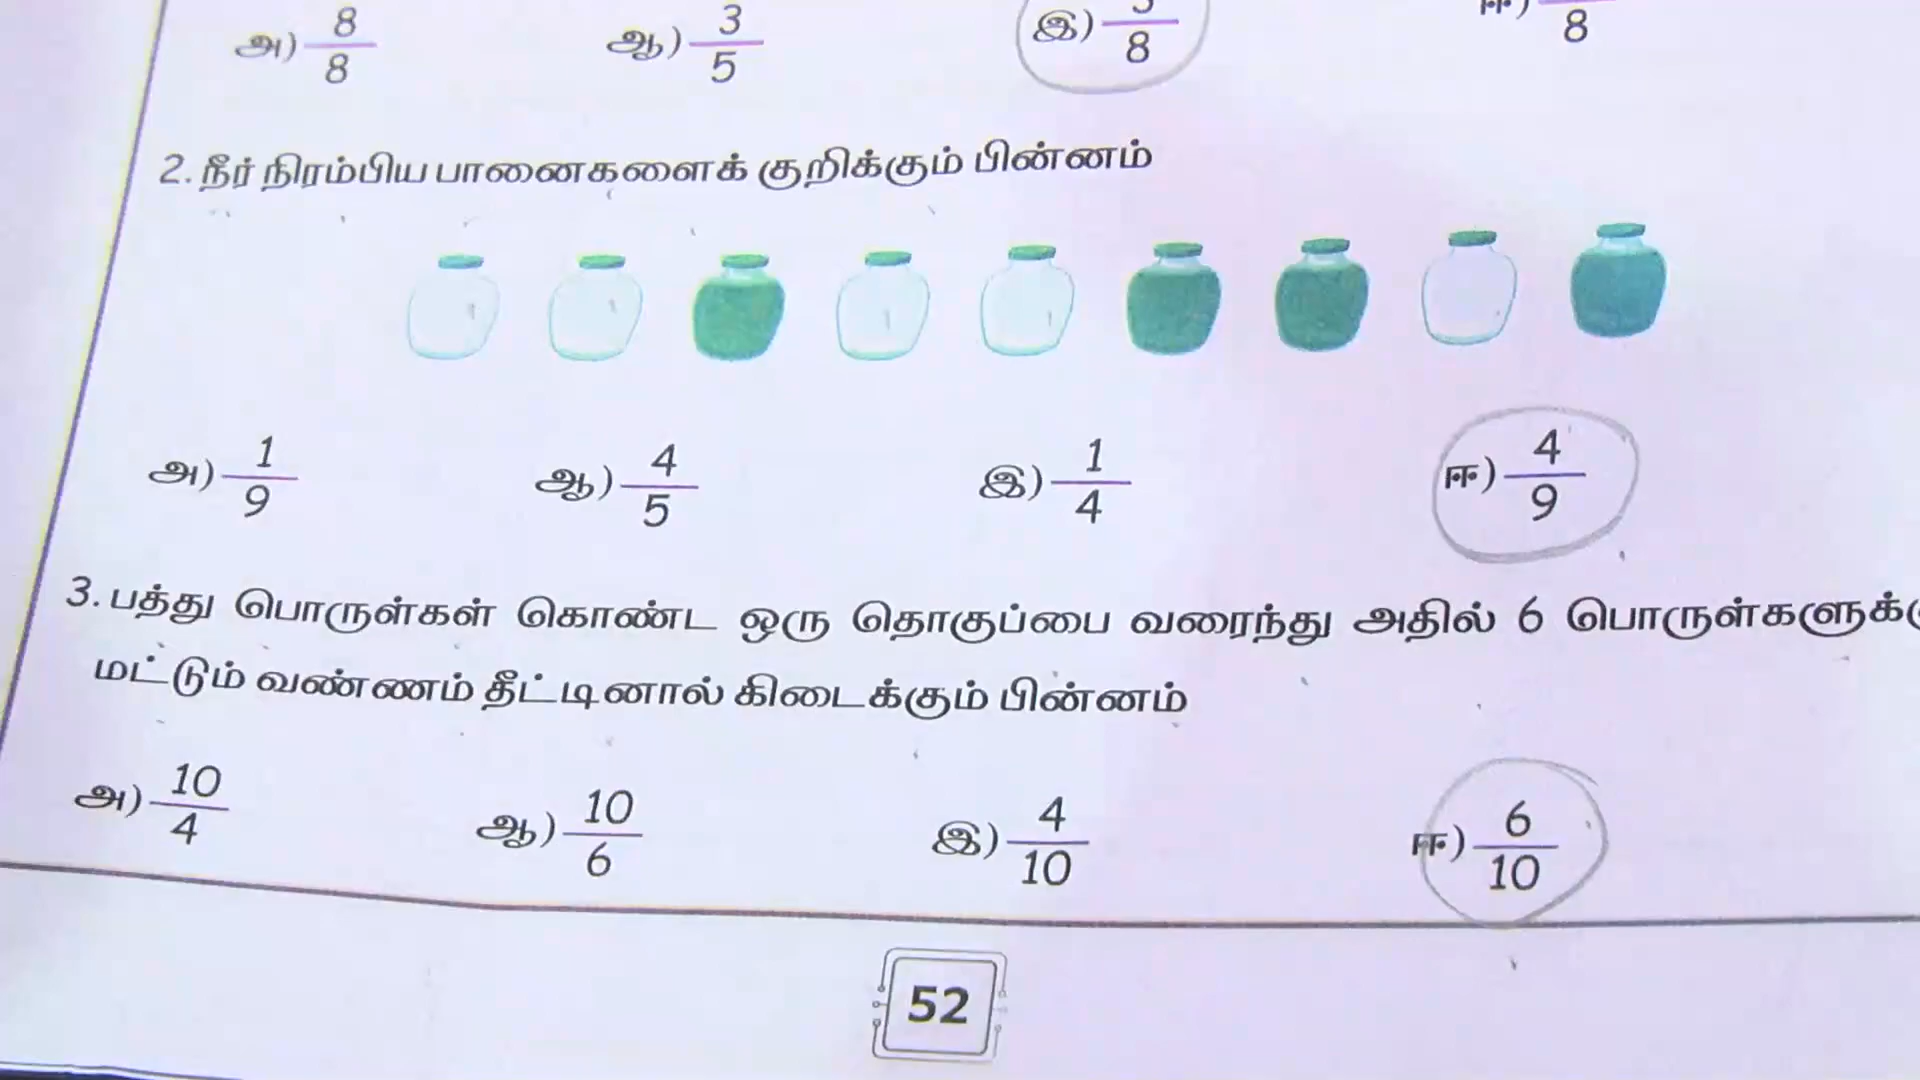 அ) 8/8 ஆ) 3/5 இ) /8 ஈ) /8
2. நீர் நிரம்பிய பானைகளைக் குறிக்கும் பின்னம்
அ) 1/9 ஆ) 4/5 இ) 1/4 ஈ) 4/9
3. பத்து பொருள்கள் கொண்ட ஒரு தொகுப்பை வரைந்து அதில் 6
மட்டும் வண்ணம் தீட்டினால் கிடைக்கும் பின்னம்
அ) 10/4 ஆ) 10/6 இ) 4/10 ஈ) 6/10
52